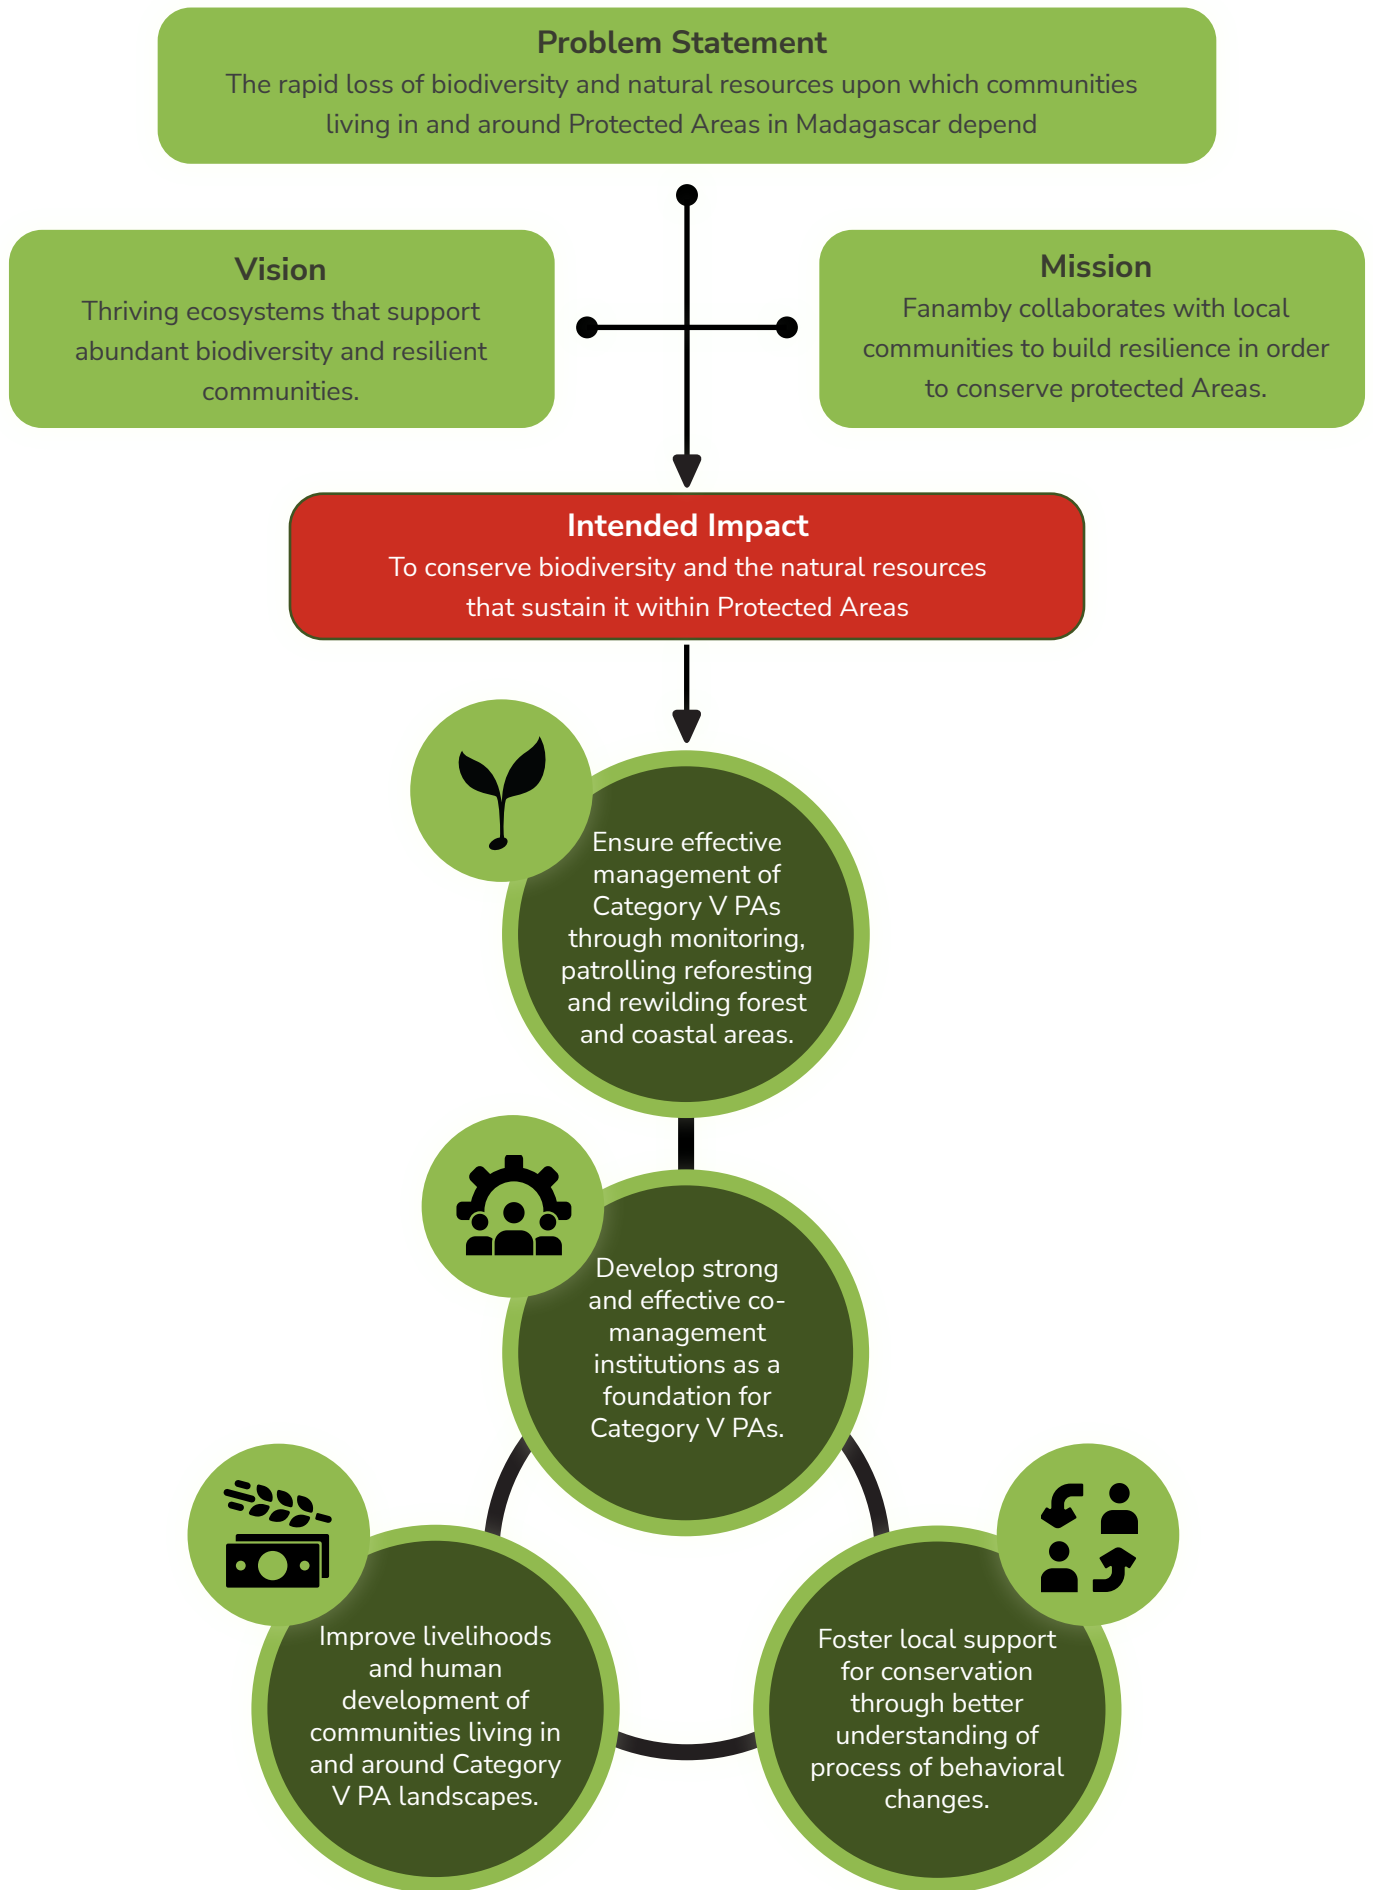 Problem Statement
The rapid loss of biodiversity and natural resources upon which communities
living in and around Protected Areas in Madagascar depend
Vision
Thriving ecosystems that support
abundant biodiversity and resilient
communities.
Mission
Fanamby collaborates with local
communities to build resilience in order
to conserve protected Areas.
Intended Impact
To conserve biodiversity and the natural resources
that sustain it within Protected Areas
Ensure effective
management of
Category V PAs
through monitoring,
patrolling reforesting
and rewilding forest
and coastal areas.
Develop strong
and effective co-
management
institutions as a
foundation for
Category V PAs.
Improve livelihoods
and human
development of
communities living in
and around Category
V PA landscapes.
Foster local support
for conservation
through better
understanding of
process of behavioral
changes.